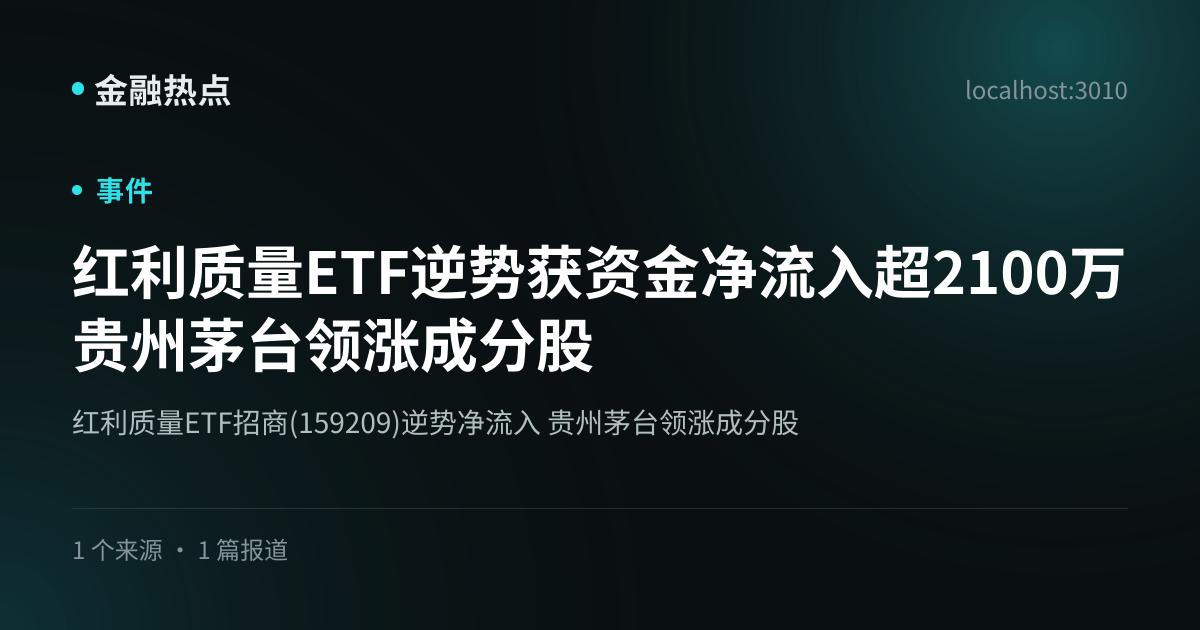 金融热点
localhost:3010
事件
红利质量ETF逆势获资金净流入超2100万
贵州茅台领涨成分股
红利质量ETF招商(159209)逆势净流入 贵州茅台领涨成分股
1 个来源 · 1 篇报道